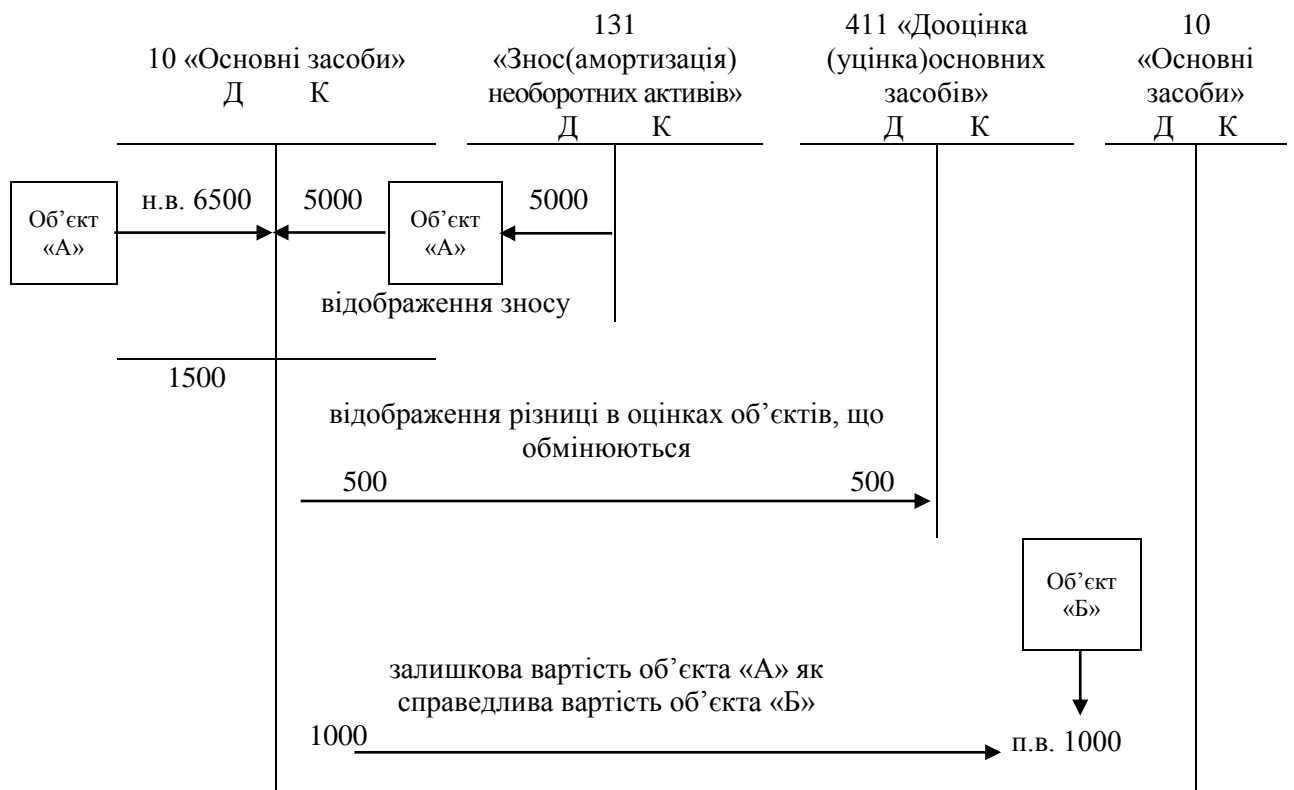 10 «Основні засоби»
Д К
131
«Знос(амортизація)
необоротних активів»
Д К
411 «Дооцінка
(уцінка)основних
засобів»
Д К
10
«Основні
засоби»
Д К
Об’єкт
«А»
н.в. 6500
5000
Об’єкт
«А»
5000
відображення зносу
1500
відображення різниці в оцінках об’єктів, що
обмінюються
500
500
Об’єкт
«Б»
залишкова вартість об’єкта «А» як
справедлива вартість об’єкта «Б»
1000
п.в. 1000